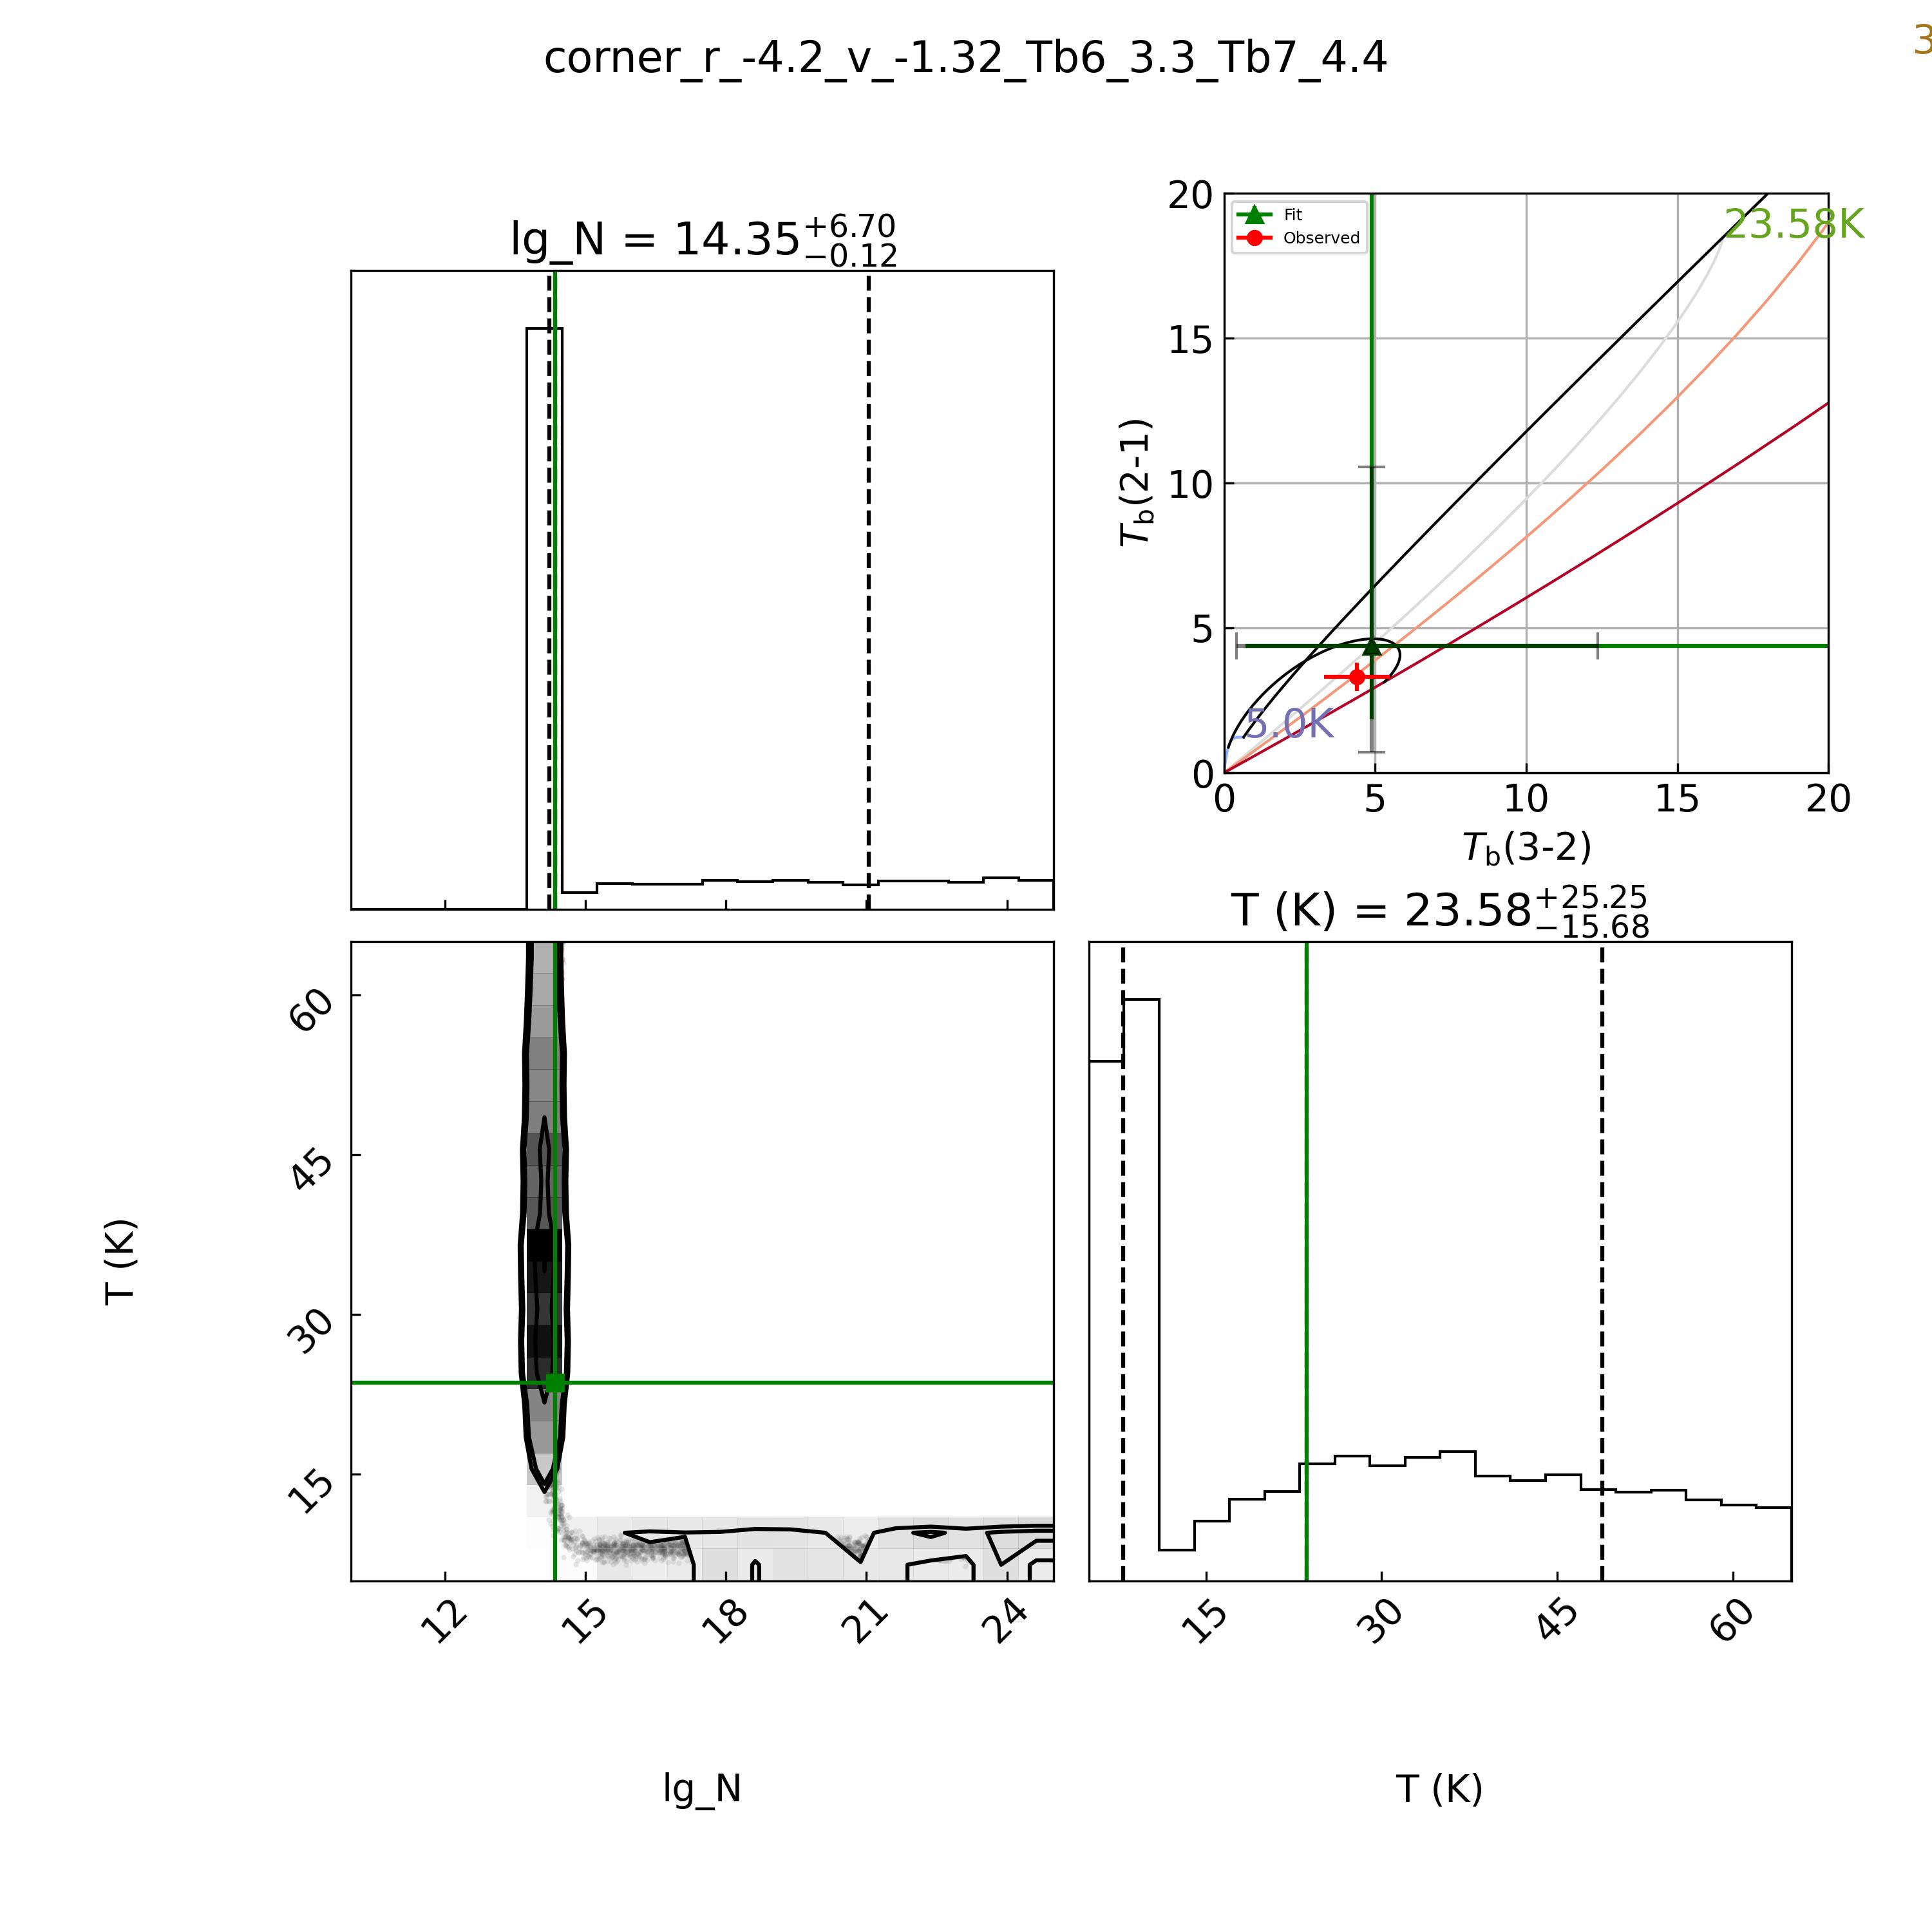 3
corner_r_-4.2_v_-1.32_Tb6_3.3_Tb7_4.4
lg_N = 14.35+6.70 −0.12
20
15
10
5
0
Tb(2-1)
Fit
Observed
23.58K
5.0K
0 5 10 15 20
Tb(3-2)
T (K) = 23.58+25.25 −15.68
60
45
30
15
T (K)
12 15 18 21 24
lg_N
15 30 45 60
T (K)